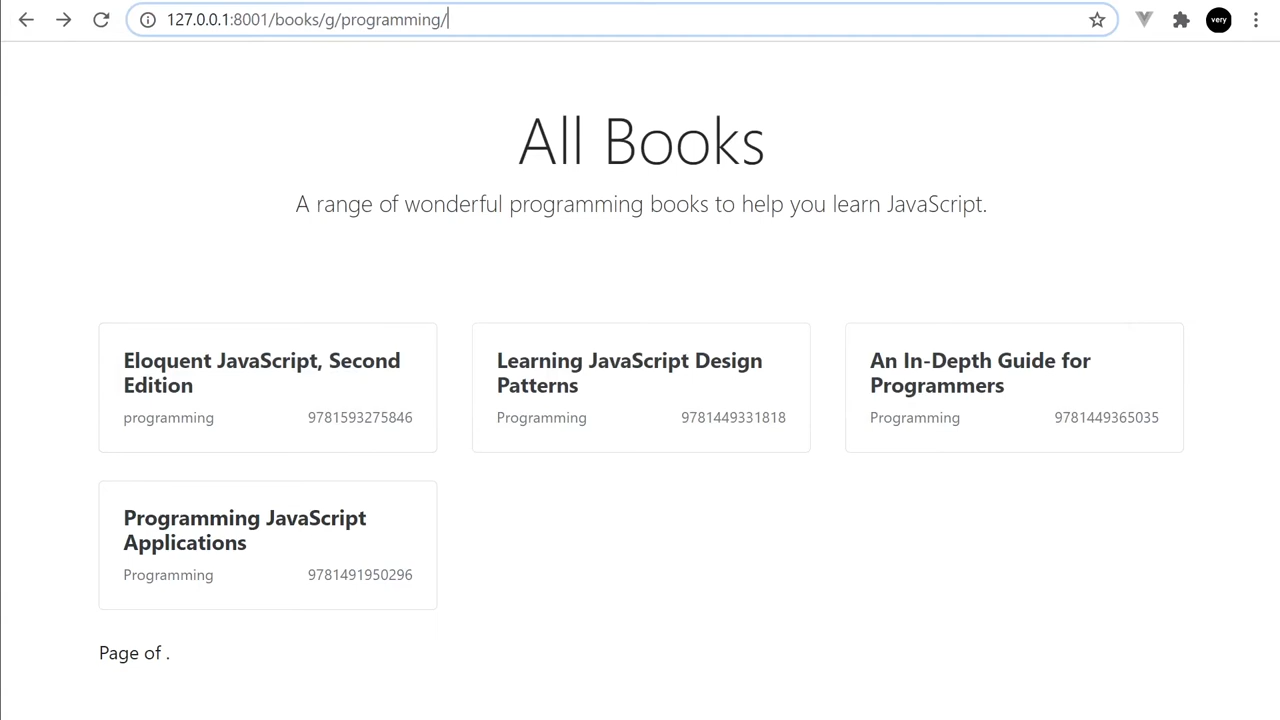 127.0.0.1:8001/books/g/programming/
very
All Books
A range of wonderful programming books to help you learn JavaScript.
Eloquent JavaScript, Second
Edition
programming 9781593275846
Learning JavaScript Design
Patterns
Programming 9781449331818
An In-Depth Guide for
Programmers
Programming 9781449365035
Programming JavaScript
Applications
Programming 9781491950296
Page of .